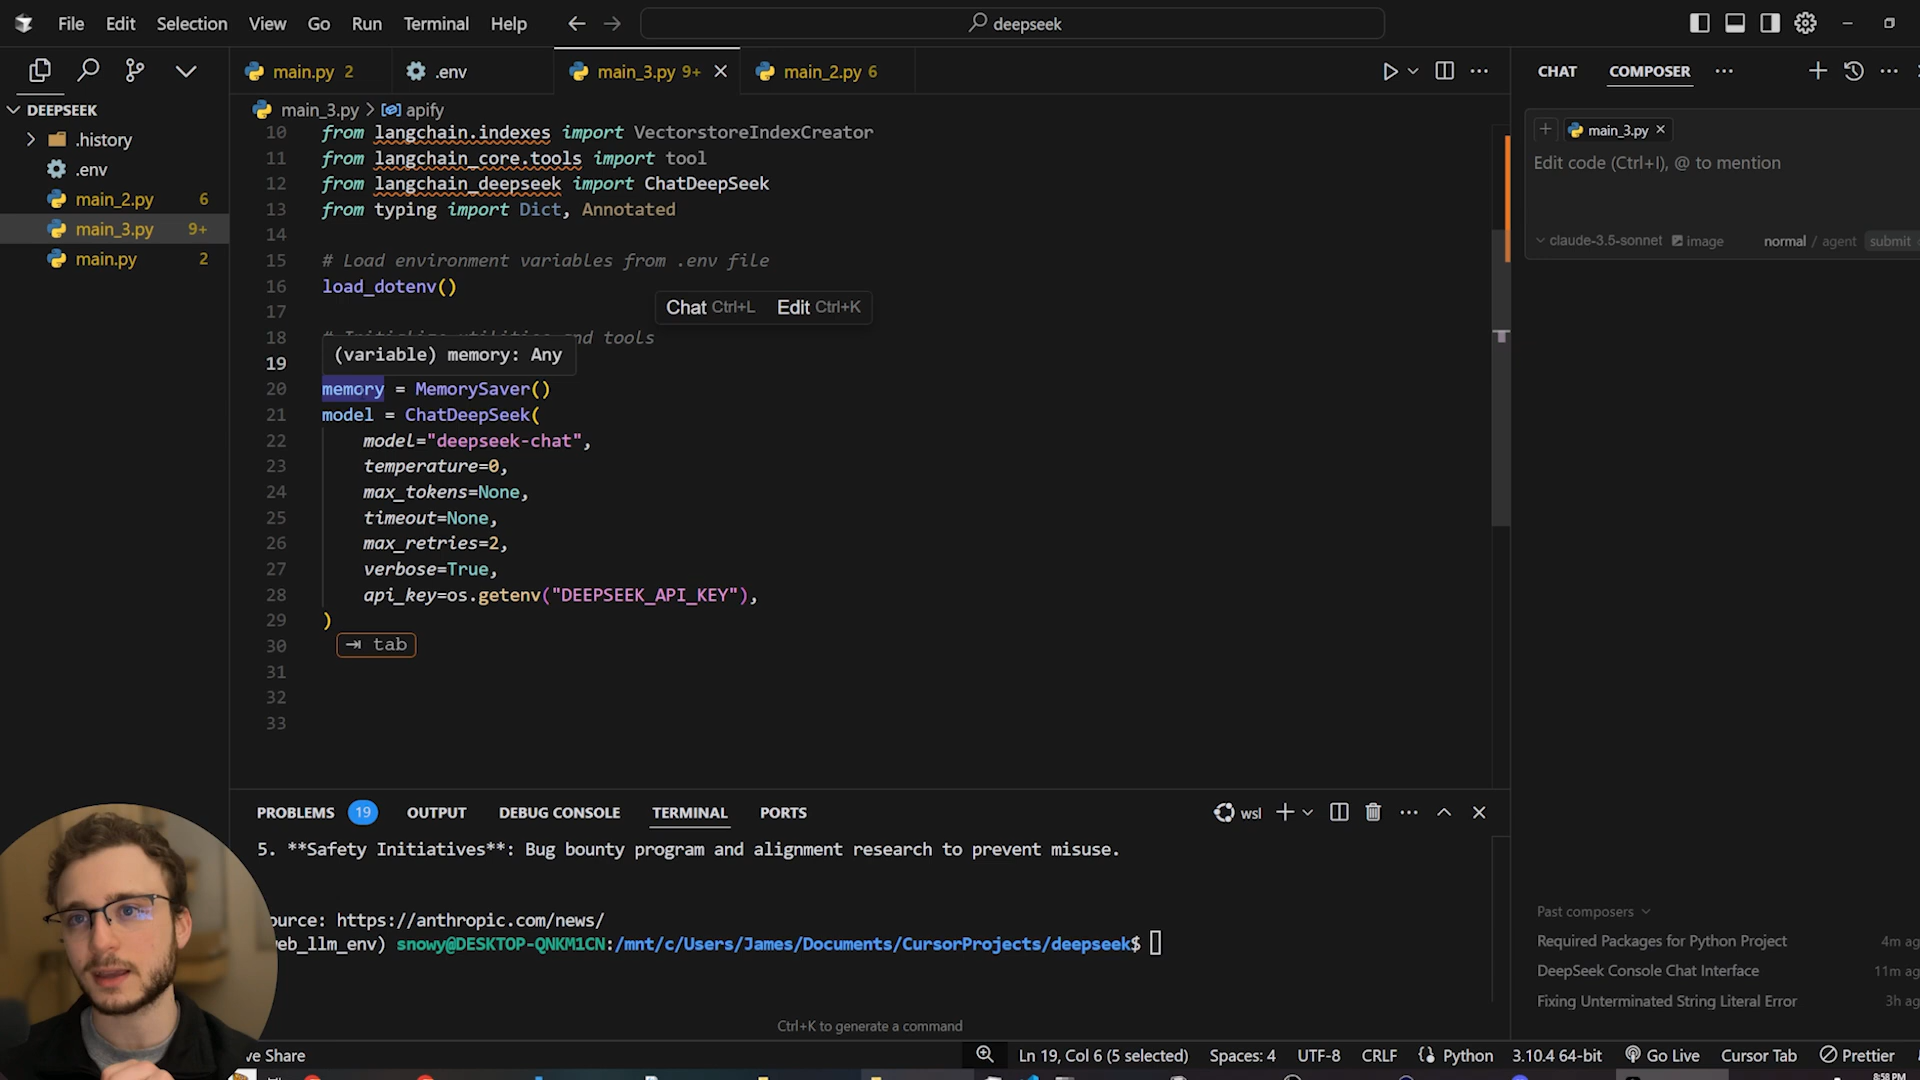 File Edit Selection View Go Run Terminal Help
deepseek
main.py 2
.env
main_3.py 9+
main_2.py 6
CHAT COMPOSER
DEEPSEEK
.history
.env
main_2.py 6
main_3.py 9+
main.py 2
main_3.py > apify
10 from langchain.indexes import VectorstoreIndexCreator
11 from langchain_core.tools import tool
12 from langchain_deepseek import ChatDeepSeek
13 from typing import Dict, Annotated
14
15 # Load environment variables from .env file
16 load_dotenv()
17
Chat Ctrl+L Edit Ctrl+K
18 # Initialize utilities and tools
(variable) memory: Any
19
20 memory = MemorySaver()
21 model = ChatDeepSeek(
22 model="deepseek-chat",
23 temperature=0,
24 max_tokens=None,
25 timeout=None,
26 max_retries=2,
27 verbose=True,
28 api_key=os.getenv("DEEPSEEK_API_KEY"),
29 )
30 tab
31
32
33
main_3.py
Edit code (Ctrl+I), @ to mention
claude-3.5-sonnet image normal / agent submit
PROBLEMS 19 OUTPUT DEBUG CONSOLE TERMINAL PORTS
wsl
5. **Safety Initiatives**: Bug bounty program and alignment research to prevent misuse.
ource: https://anthropic.com/news/
eb_llm_env) snowy@DESKTOP-QNKM1CN:/mnt/c/Users/James/Documents/CursorProjects/deepseek$
Ctrl+K to generate a command
Past composers
Required Packages for Python Project 4m ag
DeepSeek Console Chat Interface 11m ag
Fixing Unterminated String Literal Error 3h ag
ve Share
Ln 19, Col 6 (5 selected) Spaces: 4 UTF-8 CRLF Python 3.10.4 64-bit Go Live Cursor Tab Prettier
8:58 PM